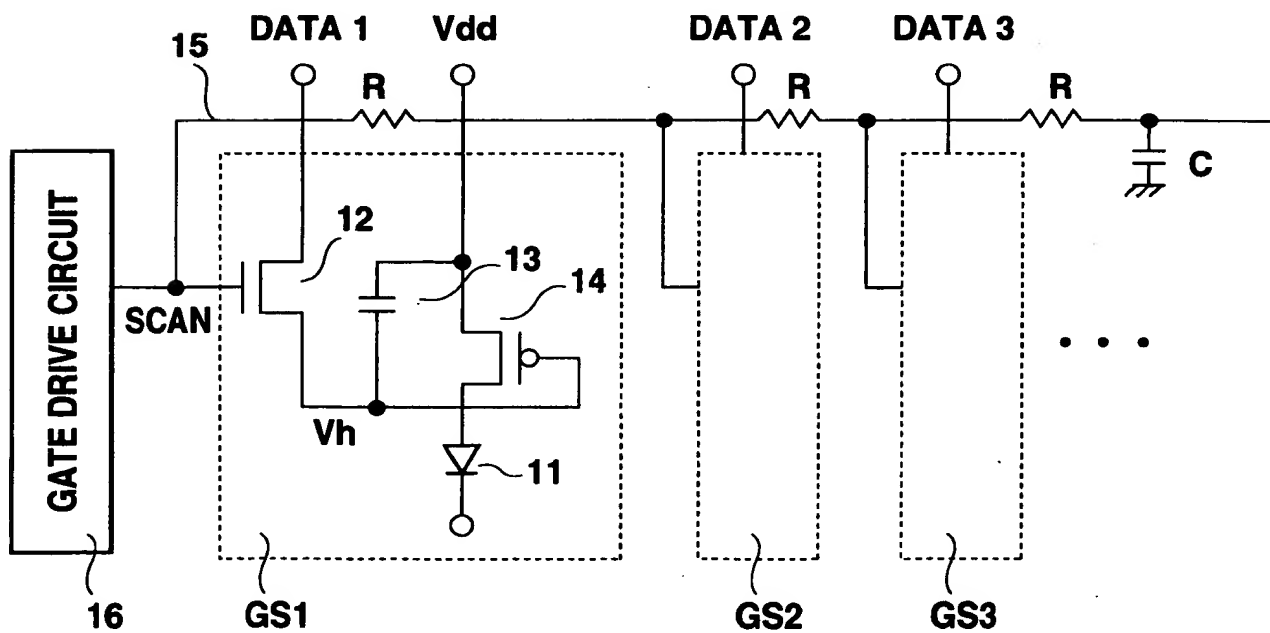 DATA 1
Vdd
DATA 2
DATA 3
15
R
R
R
C
GATE DRIVE CIRCUIT
12
13
14
SCAN
Vh
11
16
GS1
GS2
GS3